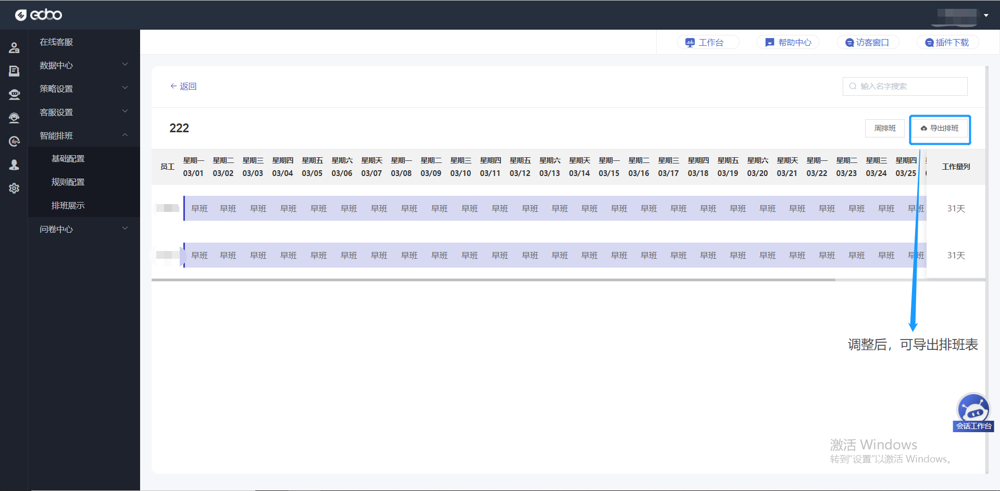 edbo
工作台 帮助中心 访客窗口 插件下载
在线客服
数据中心
策略设置
客服设置
智能排班
基础配置
规则配置
排班展示
问卷中心
返回
输入名字搜索
222
周排班 导出排班
员工 星期一 星期二 星期三 星期四 星期五 星期六 星期天 星期一 星期二 星期三 星期四 星期五 星期六 星期天 星期一 星期二 星期三 星期四 星期五 星期六 星期天 星期一 星期二 星期三 星期四 工作量列
03/01 03/02 03/03 03/04 03/05 03/06 03/07 03/08 03/09 03/10 03/11 03/12 03/13 03/14 03/15 03/16 03/17 03/18 03/19 03/20 03/21 03/22 03/23 03/24 03/25
早班 早班 早班 早班 早班 早班 早班 早班 早班 早班 早班 早班 早班 早班 早班 早班 早班 早班 早班 早班 早班 早班 早班 早班 早班 31天
早班 早班 早班 早班 早班 早班 早班 早班 早班 早班 早班 早班 早班 早班 早班 早班 早班 早班 早班 早班 早班 早班 早班 早班 早班 31天
调整后，可导出排班表
会话工作台
激活 Windows
转到“设置”以激活 Windows。